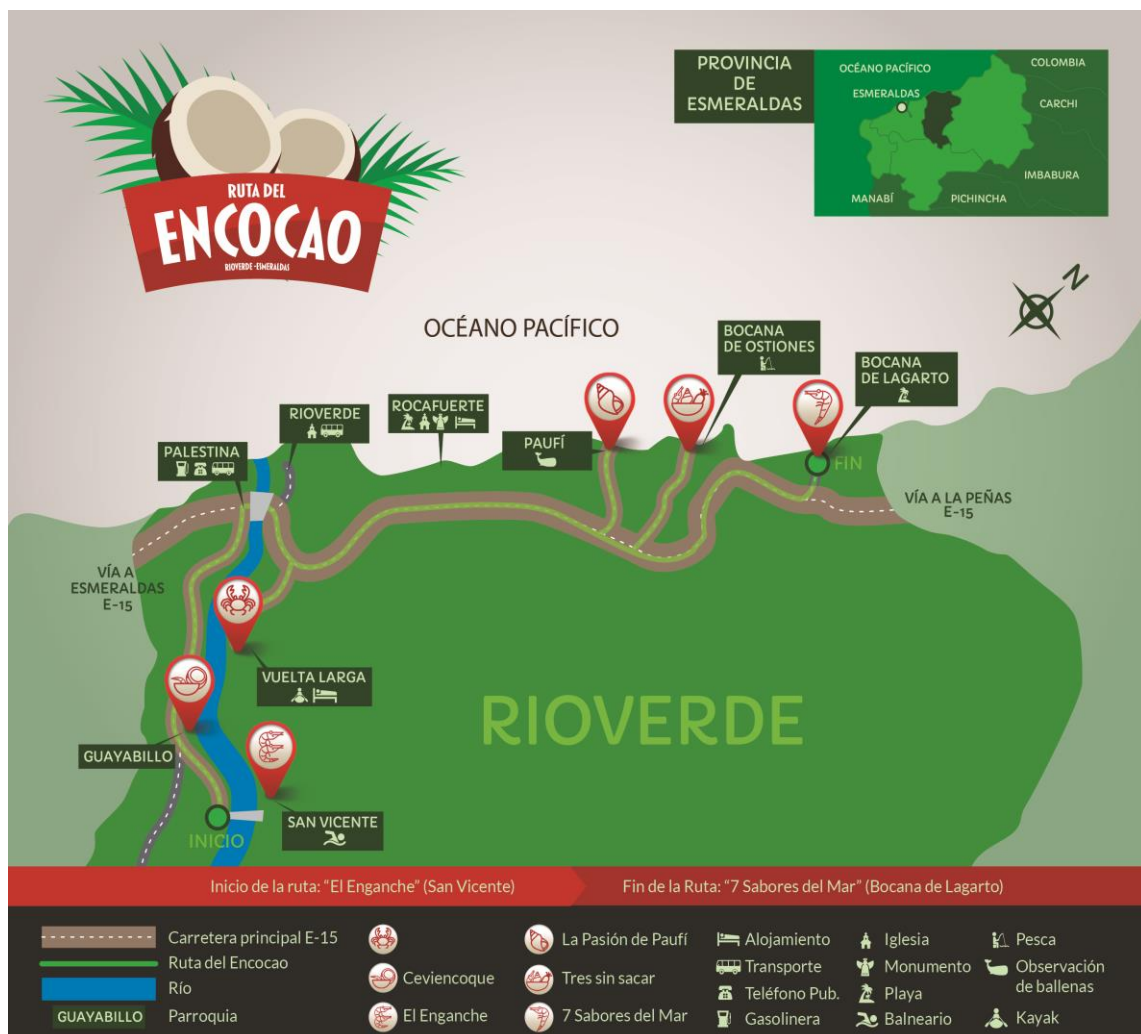 RUTA DEL
ENCOCAO
RIOVERDE -ESMERALDAS
PROVINCIA
DE
ESMERALDAS
OCÉANO PACÍFICO
ESMERALDAS
COLOMBIA
CARCHI
IMBABURA
MANABÍ
PICHINCHA
N
OCÉANO PACÍFICO
BOCANA
DE OSTIONES
BOCANA
DE LAGARTO
RIOVERDE
ROCAFUERTE
PALESTINA
PAUFÍ
FIN
VÍA A LA PEÑAS
E-15
VÍA A
ESMERALDAS
E-15
VUELTA LARGA
RIOVERDE
GUAYABILLO
SAN VICENTE
INICIO
Inicio de la ruta: "El Enganche" (San Vicente)
Fin de la Ruta: "7 Sabores del Mar" (Bocana de Lagarto)
Carretera principal E-15
Ruta del Encocao
Río
GUAYABILLO Parroquia
Ceviencoque
El Enganche
La Pasión de Paufí
Tres sin sacar
7 Sabores del Mar
Alojamiento
Transporte
Teléfono Pub.
Gasolinera
Iglesia
Monumento
Playa
Balneario
Pesca
Observación
de ballenas
Kayak